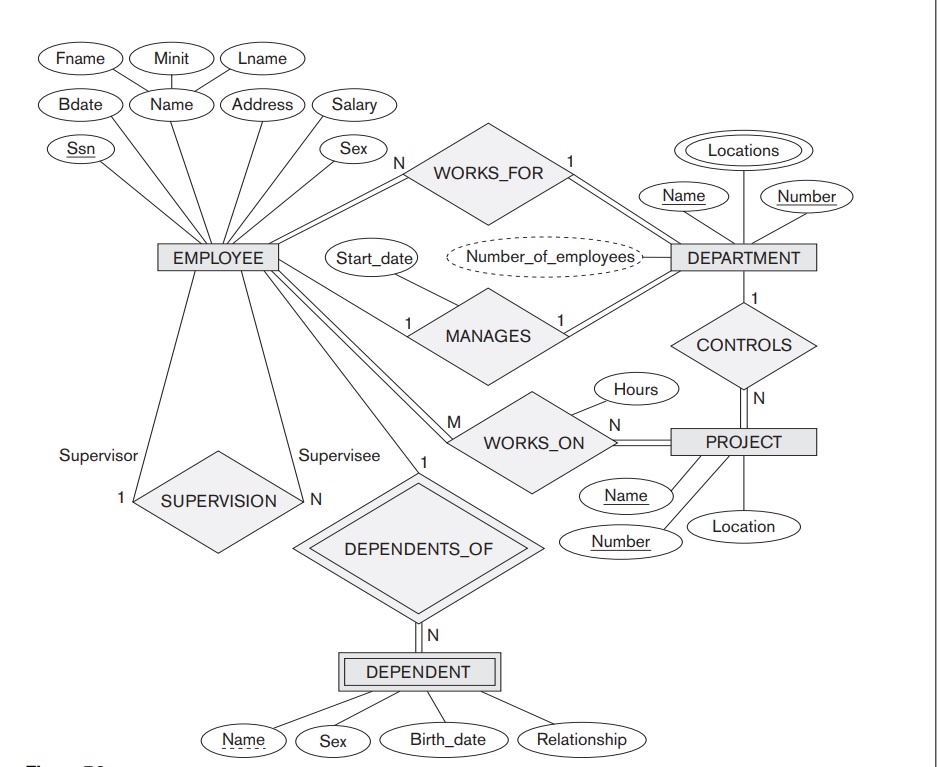 Fname Minit Lname
Bdate Name Address Salary
Ssn Sex
N WORKS_FOR 1
Locations
Name Number
EMPLOYEE Start_date Number_of_employees DEPARTMENT
1 MANAGES 1
1
CONTROLS
N
Hours
M WORKS_ON N PROJECT
Supervisor Supervisee
1 SUPERVISION N
1
Name
Number Location
DEPENDENTS_OF
N
DEPENDENT
Name Sex Birth_date Relationship